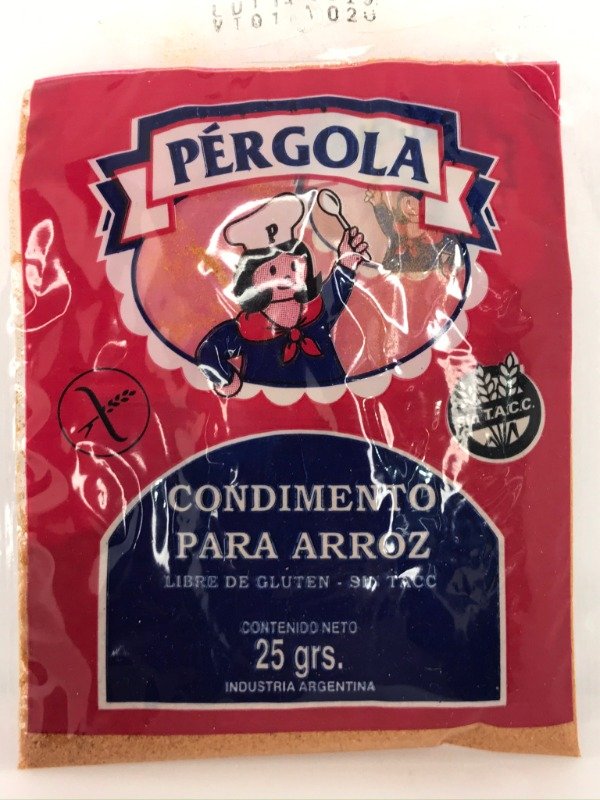 PÉRGOLA
P
T.A.C.C.
CONDIMENTO
PARA ARROZ
LIBRE DE GLUTEN - SIN TACC
CONTENIDO NETO
25 grs.
INDUSTRIA ARGENTINA